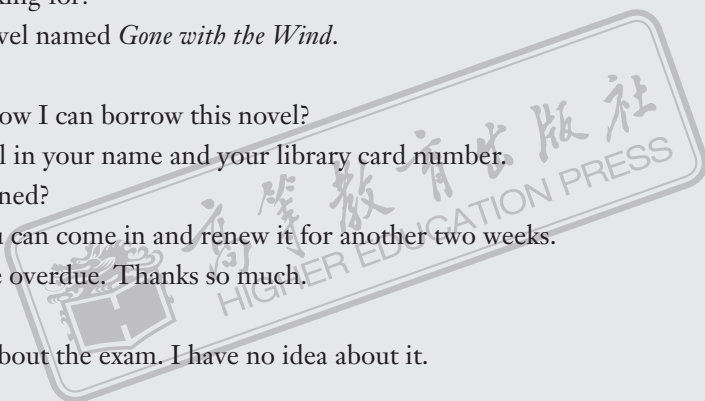 king for?
vel named Gone with the Wind.
ow I can borrow this novel?
l in your name and your library card number.
ned?
u can come in and renew it for another two weeks.
e overdue. Thanks so much.
bout the exam. I have no idea about it.
高等教育出版社
HIGHER EDUCATION PRESS